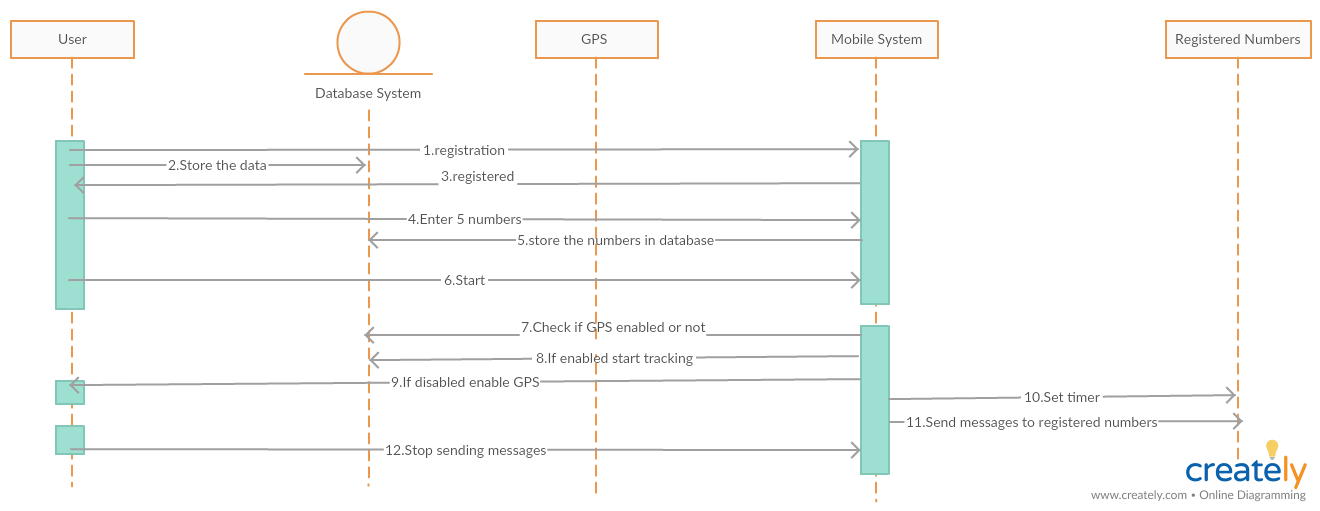 User
GPS
Mobile System
Registered Numbers
Database System
1.registration
2.Store the data
3.registered
4.Enter 5 numbers
5.store the numbers in database
6.Start
7.Check if GPS enabled or not
8.If enabled start tracking
9.If disabled enable GPS
10.Set timer
11.Send messages to registered numbers
12.Stop sending messages
creately
www.creately.com • Online Diagramming